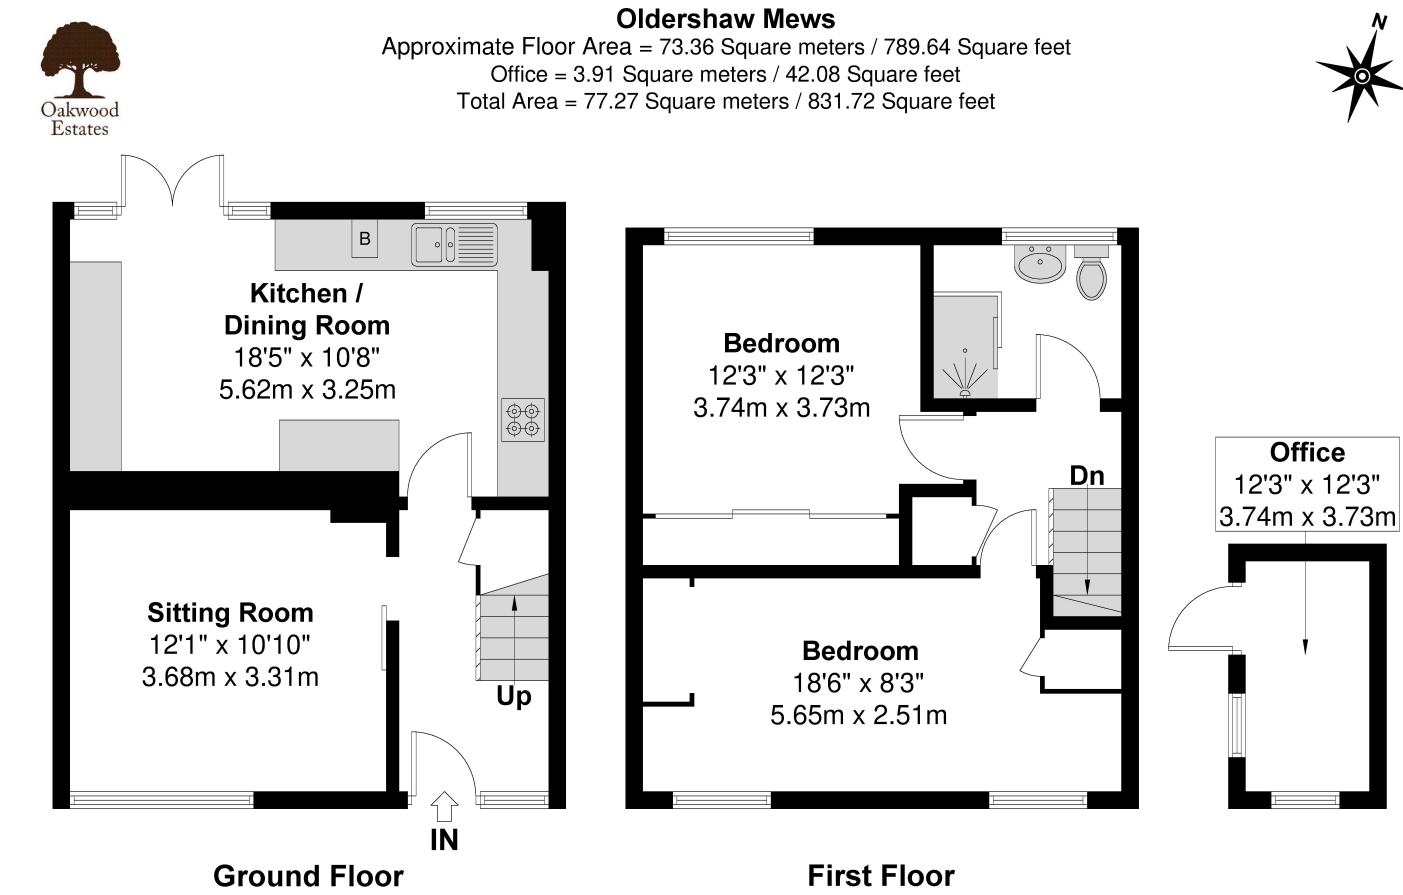 Oldershaw Mews
Approximate Floor Area = 73.36 Square meters / 789.64 Square feet
Office = 3.91 Square meters / 42.08 Square feet
Total Area = 77.27 Square meters / 831.72 Square feet
Oakwood
Estates
N
B
Kitchen /
Dining Room
18'5" x 10'8"
5.62m x 3.25m
Sitting Room
12'1" x 10'10"
3.68m x 3.31m
Up
IN
Ground Floor
Bedroom
12'3" x 12'3"
3.74m x 3.73m
Dn
Bedroom
18'6" x 8'3"
5.65m x 2.51m
First Floor
Office
12'3" x 12'3"
3.74m x 3.73m